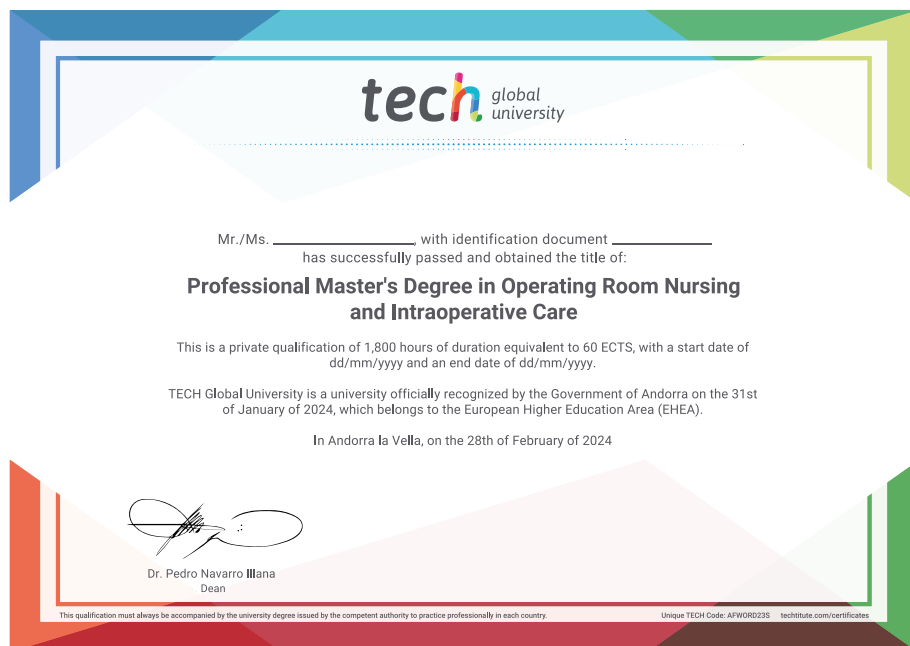 tech global
university
Mr./Ms. ____________, with identification document ____________
has successfully passed and obtained the title of:
Professional Master's Degree in Operating Room Nursing
and Intraoperative Care
This is a private qualification of 1,800 hours of duration equivalent to 60 ECTS, with a start date of
dd/mm/yyyy and an end date of dd/mm/yyyy.
TECH Global University is a university officially recognized by the Government of Andorra on the 31st
of January of 2024, which belongs to the European Higher Education Area (EHEA).
In Andorra la Vella, on the 28th of February of 2024
Dr. Pedro Navarro Illana
Dean
This qualification must always be accompanied by the university degree issued by the competent authority to practice professionally in each country.
Unique TECH Code: AFWORD23S techtitute.com/certificates